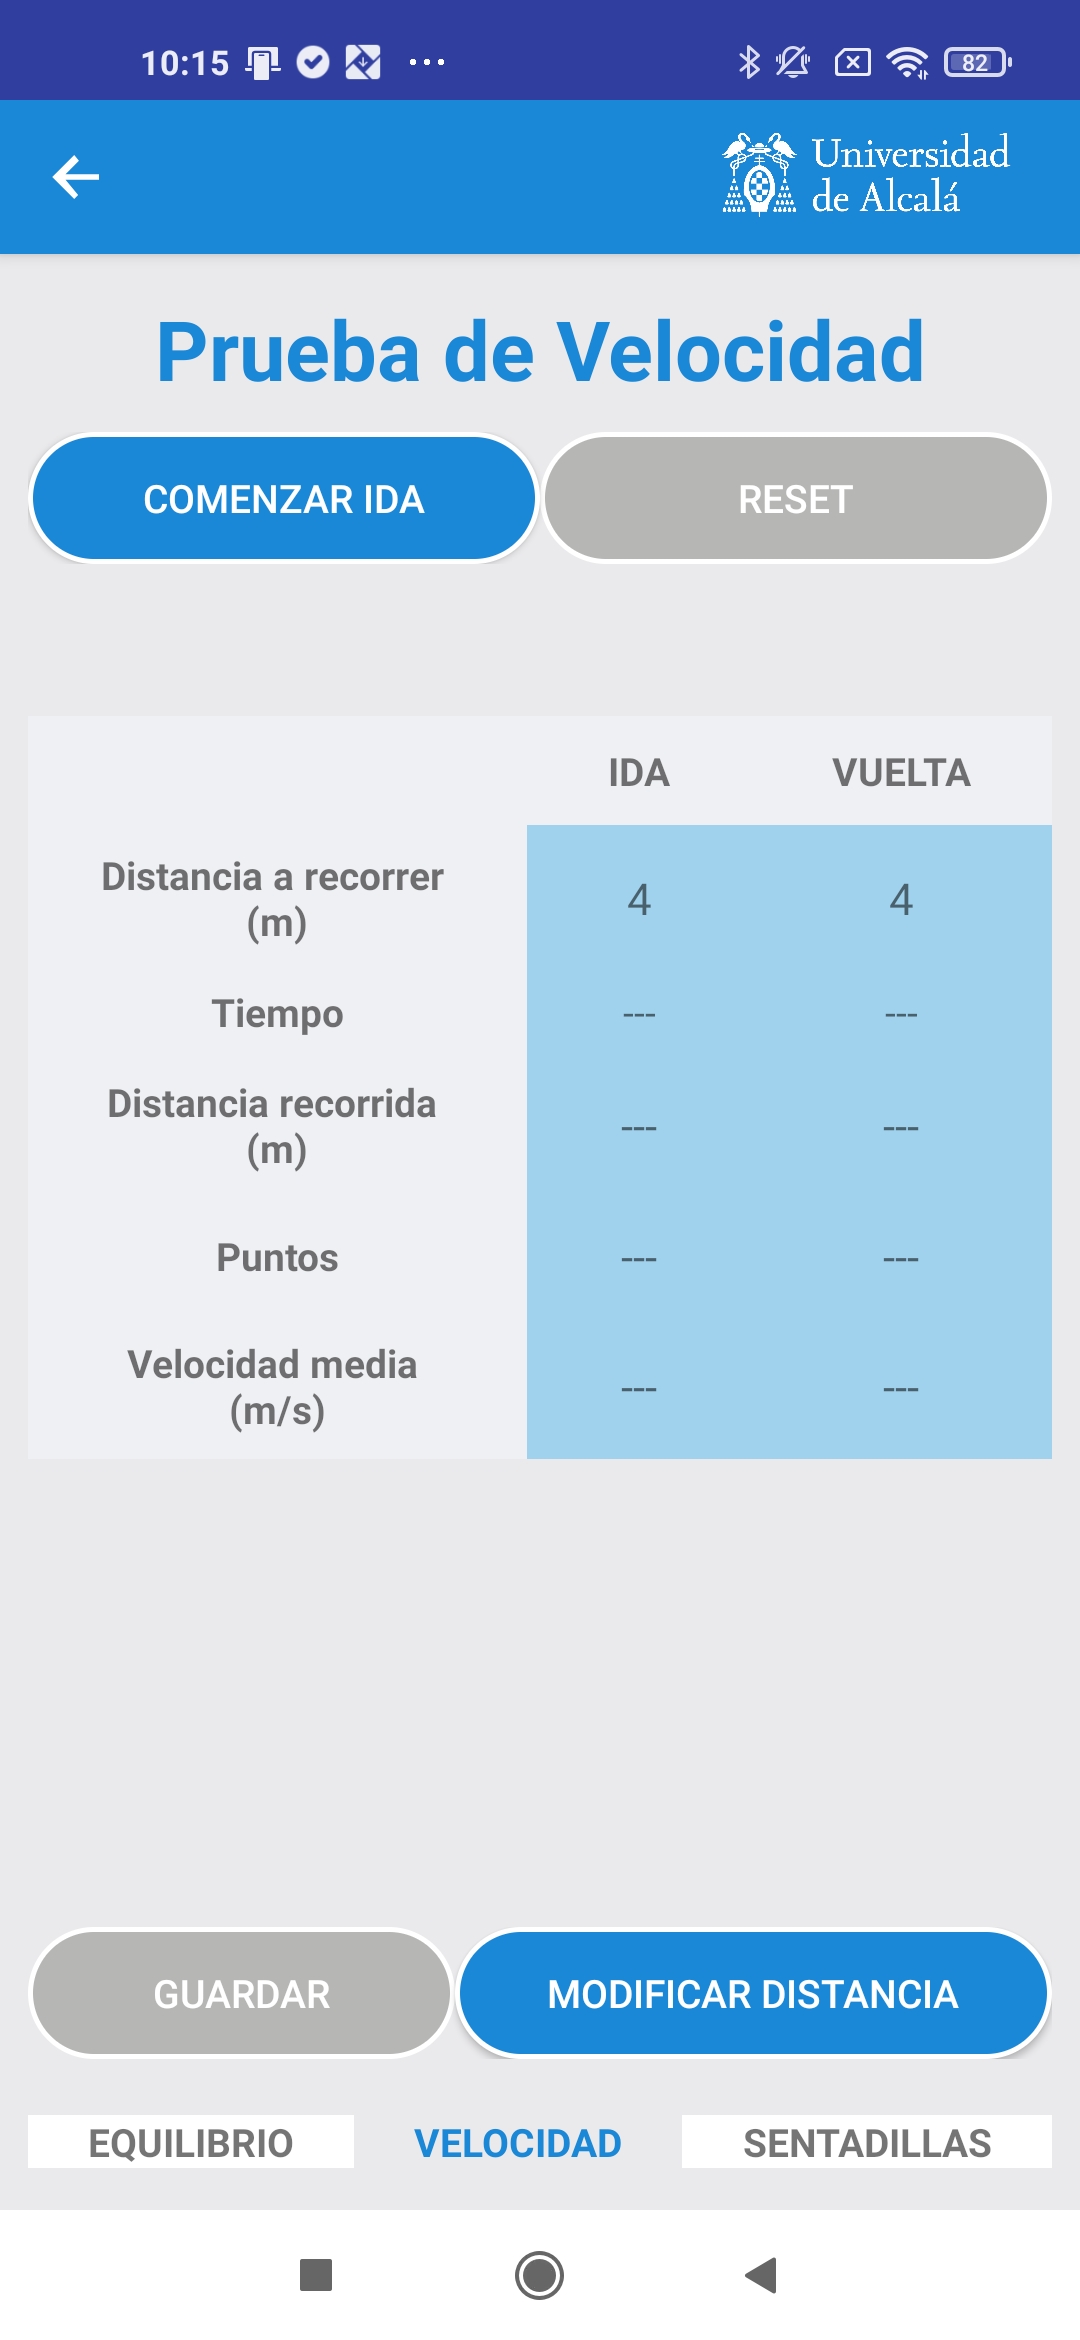 10:15
82
Universidad
de Alcalá
Prueba de Velocidad
COMENZAR IDA RESET
IDA VUELTA
Distancia a recorrer
(m)
4 4
Tiempo --- ---
Distancia recorrida
(m)
--- ---
Puntos --- ---
Velocidad media
(m/s)
--- ---
GUARDAR MODIFICAR DISTANCIA
EQUILIBRIO VELOCIDAD SENTADILLAS